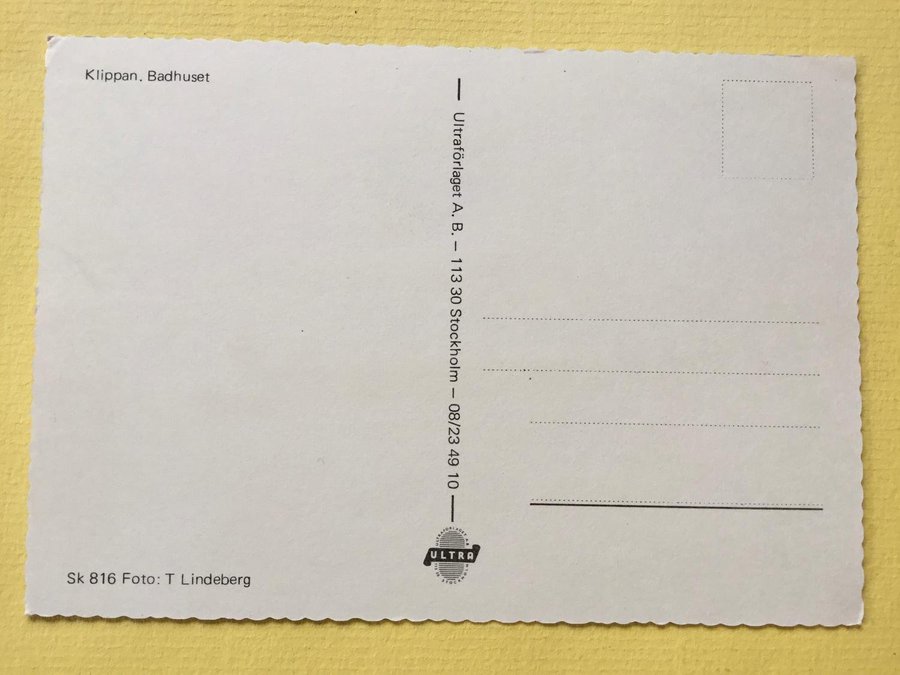 Klippan. Badhuset
Ultraförlaget A. B. — 113 30 Stockholm — 08/23 49 10
ULTRA
Sk 816 Foto: T Lindeberg